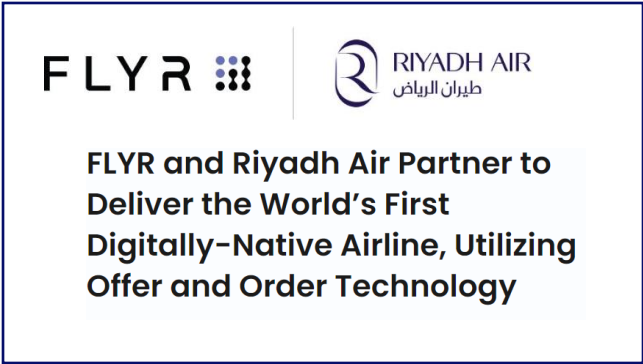 FLYR
RIYADH AIR
طيران الرياض
FLYR and Riyadh Air Partner to
Deliver the World’s First
Digitally-Native Airline, Utilizing
Offer and Order Technology